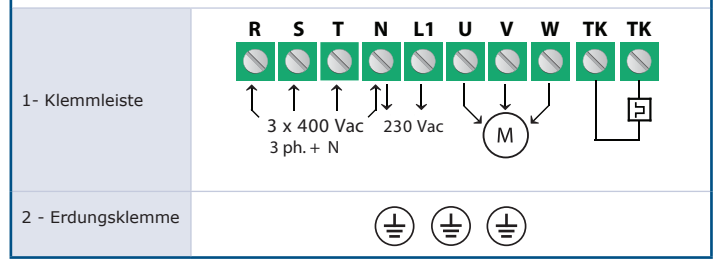 R S T N L1 U V W TK TK
1- Klemmleiste
3 x 400 Vac 230 Vac
3 ph. + N
M
2 - Erdungsklemme